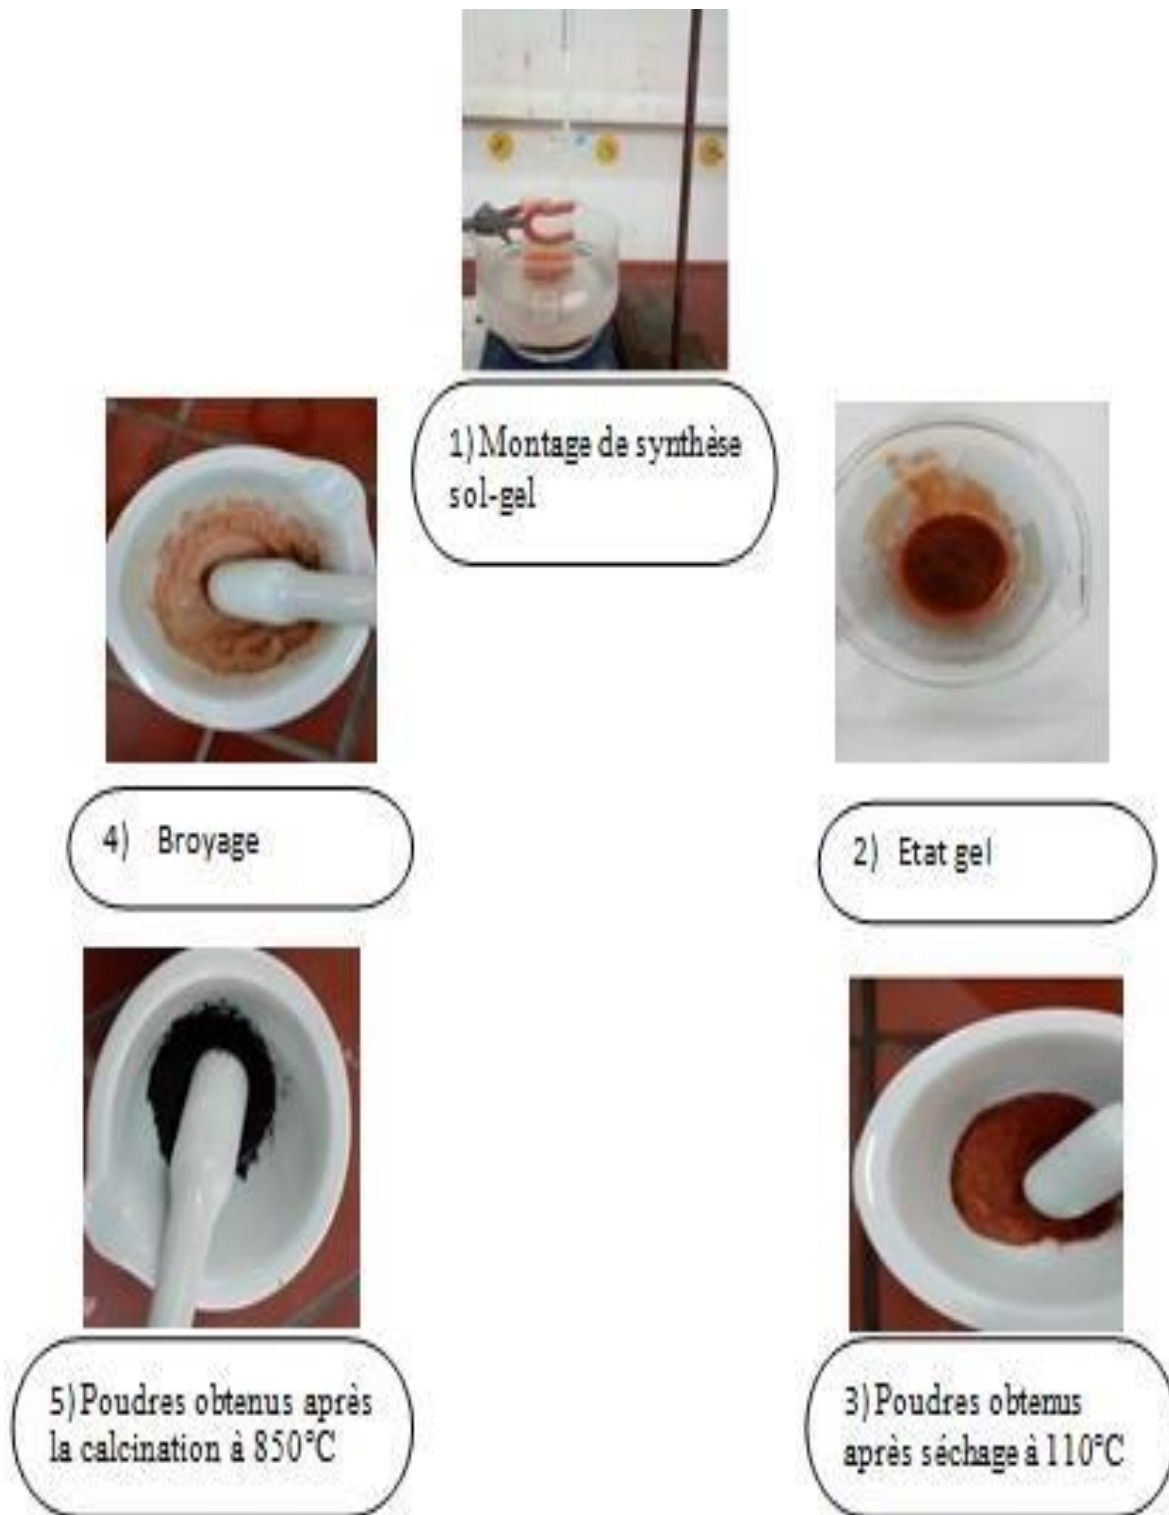 1) Montage de synthèse
sol-gel
4) Broyage
2) Etat gel
5) Poudres obtenus après
la calcination à 850°C
3) Poudres obtenus
après séchage à 110°C